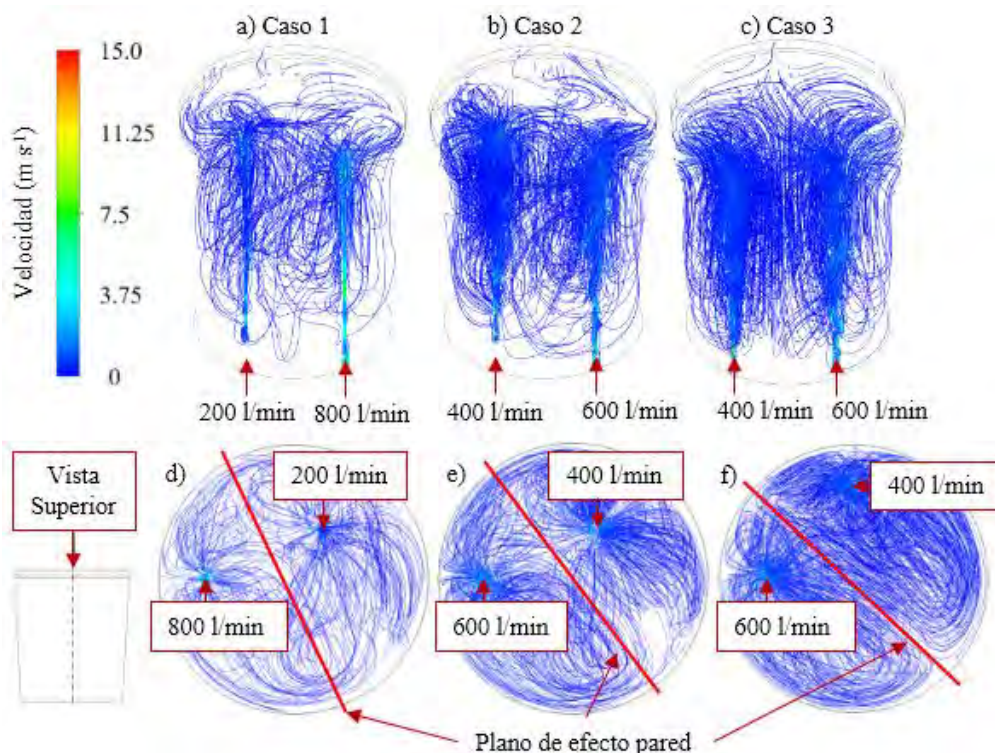 a) Caso 1
b) Caso 2
c) Caso 3
Velocidad (m s⁻¹)
15.0
11.25
7.5
3.75
0
200 l/min
800 l/min
400 l/min
600 l/min
400 l/min
600 l/min
Vista
Superior
d)
200 l/min
800 l/min
e)
400 l/min
600 l/min
f)
400 l/min
600 l/min
Plano de efecto pared